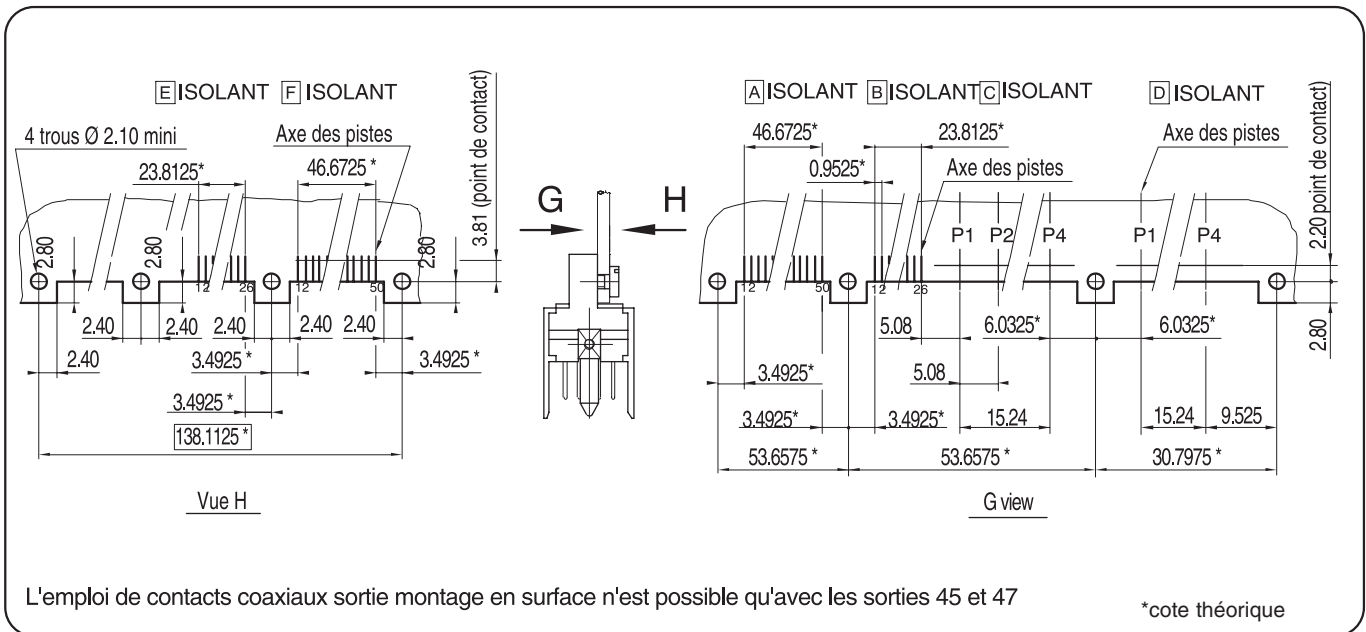 E ISOLANT F ISOLANT
4 trous Ø 2.10 mini
Axe des pistes
23.8125*
46.6725 *
3.81 (point de contact)
2.80
2.80
2.80
12
26
12
50
2.40
2.40
2.40
2.40
2.40
2.40
3.4925*
3.4925 *
3.4925 *
138.1125 *
Vue H
G
H
A ISOLANT B ISOLANT C ISOLANT D ISOLANT
46.6725*
23.8125*
Axe des pistes
0.9525*
Axe des pistes
2.20 point de contact)
P1
P2
P4
P1
P4
12
50
12
26
5.08
6.0325*
6.0325*
2.80
3.4925*
5.08
3.4925*
3.4925*
15.24
15.24
9.525
53.6575 *
53.6575 *
30.7975 *
G view
L'emploi de contacts coaxiaux sortie montage en surface n'est possible qu'avec les sorties 45 et 47
*cote théorique